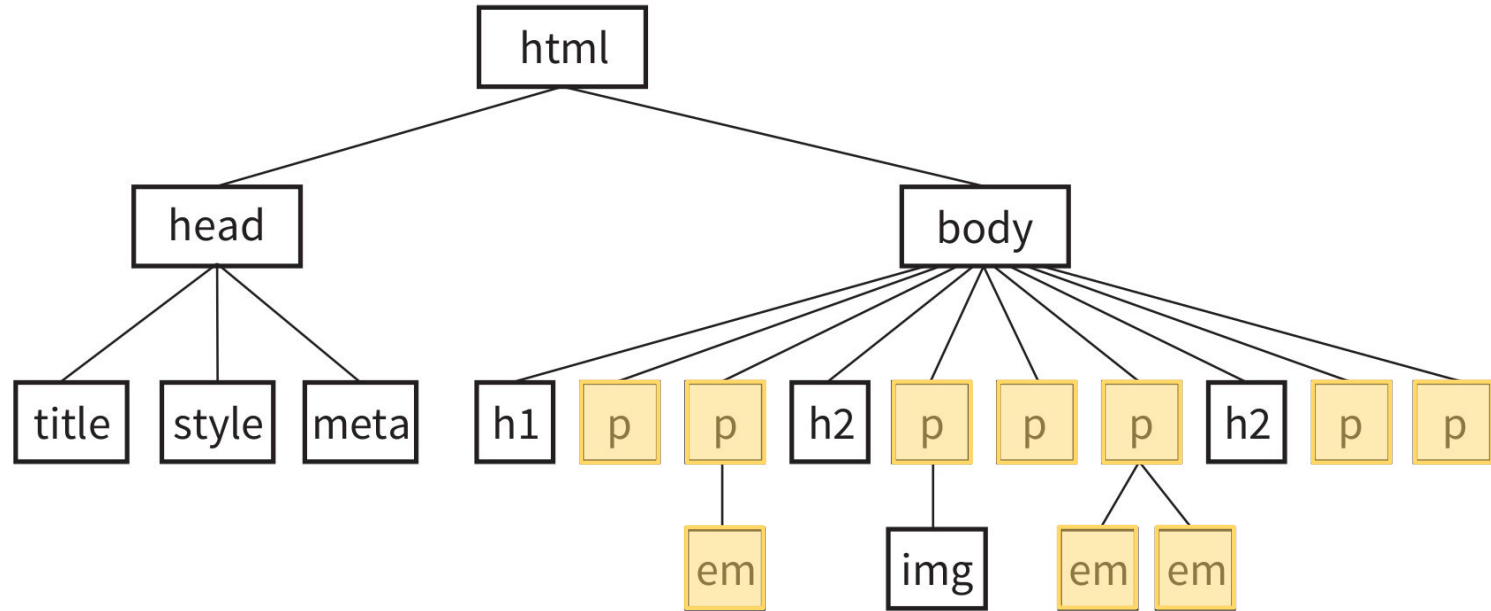 html
head body
title style meta h1 p p h2 p p p h2 p p
em img em em